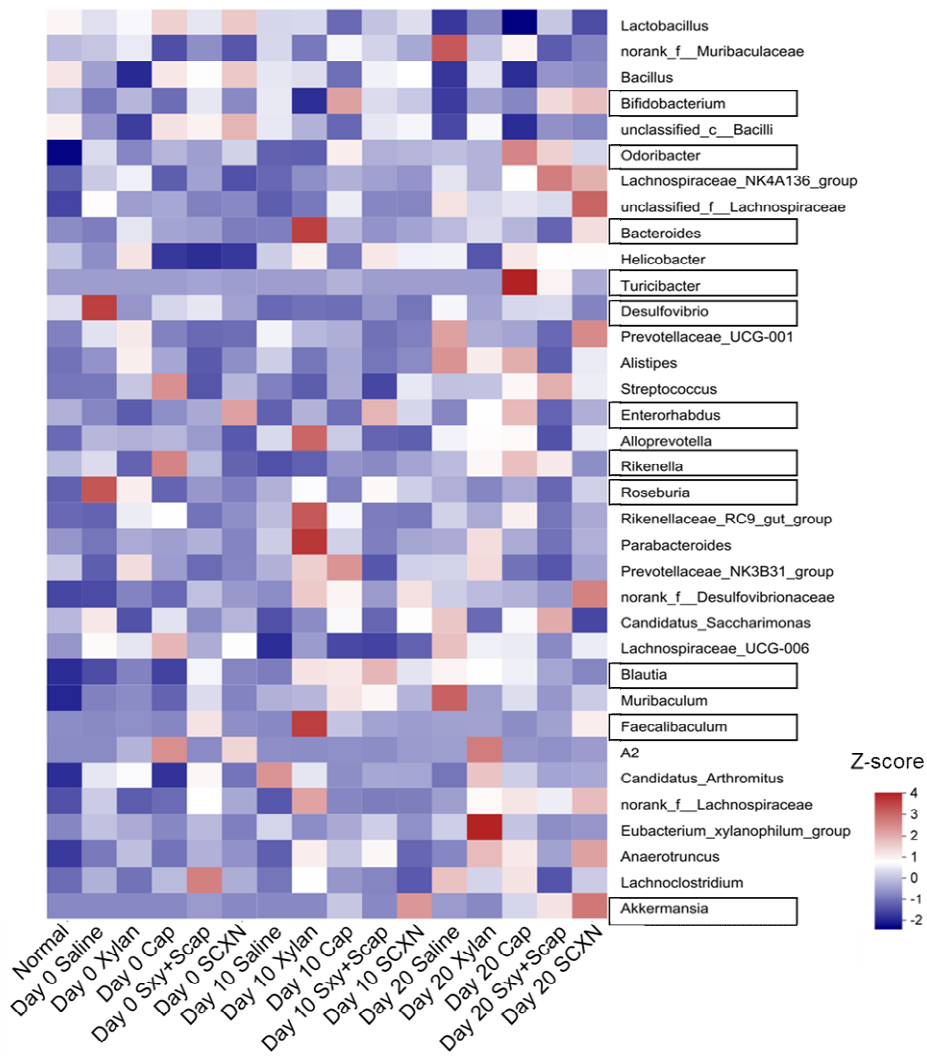 Lactobacillus
norank_f__Muribaculaceae
Bacillus
Bifidobacterium
unclassified_c__Bacilli
Odoribacter
Lachnospiraceae_NK4A136_group
unclassified_f__Lachnospiraceae
Bacteroides
Helicobacter
Turicibacter
Desulfovibrio
Prevotellaceae_UCG-001
Alistipes
Streptococcus
Enterorhabdus
Alloprevotella
Rikenella
Roseburia
Rikenellaceae_RC9_gut_group
Parabacteroides
Prevotellaceae_NK3B31_group
norank_f__Desulfovibrionaceae
Candidatus_Saccharimonas
Lachnospiraceae_UCG-006
Blautia
Muribaculum
Faecalibaculum
A2
Candidatus_Arthromitus
norank_f__Lachnospiraceae
Eubacterium_xylanophilum_group
Anaerotruncus
Lachnoclostridium
Akkermansia
Z-score
4
3
2
1
0
-1
-2
Normal
Day 0 Saline
Day 0 Xylan
Day 0 Cap
Day 0 Sxy+Scap
Day 0 SCXN
Day 10 Saline
Day 10 Xylan
Day 10 Cap
Day 10 Sxy+Scap
Day 10 SCXN
Day 20 Saline
Day 20 Xylan
Day 20 Cap
Day 20 Sxy+Scap
Day 20 SCXN